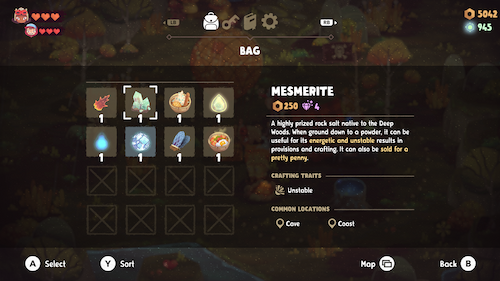 LB
RB
5042
945
BAG
1 1 1 1
1 1 1 1
MESMERITE
250 4
A highly prized rock salt native to the Deep
Woods. When ground down to a powder, it can be
useful for its energetic and unstable results in
provisions and crafting. It can also be sold for a
pretty penny.
CRAFTING TRAITS
Unstable
COMMON LOCATIONS
Cave Coast
A Select Y Sort Map Back B